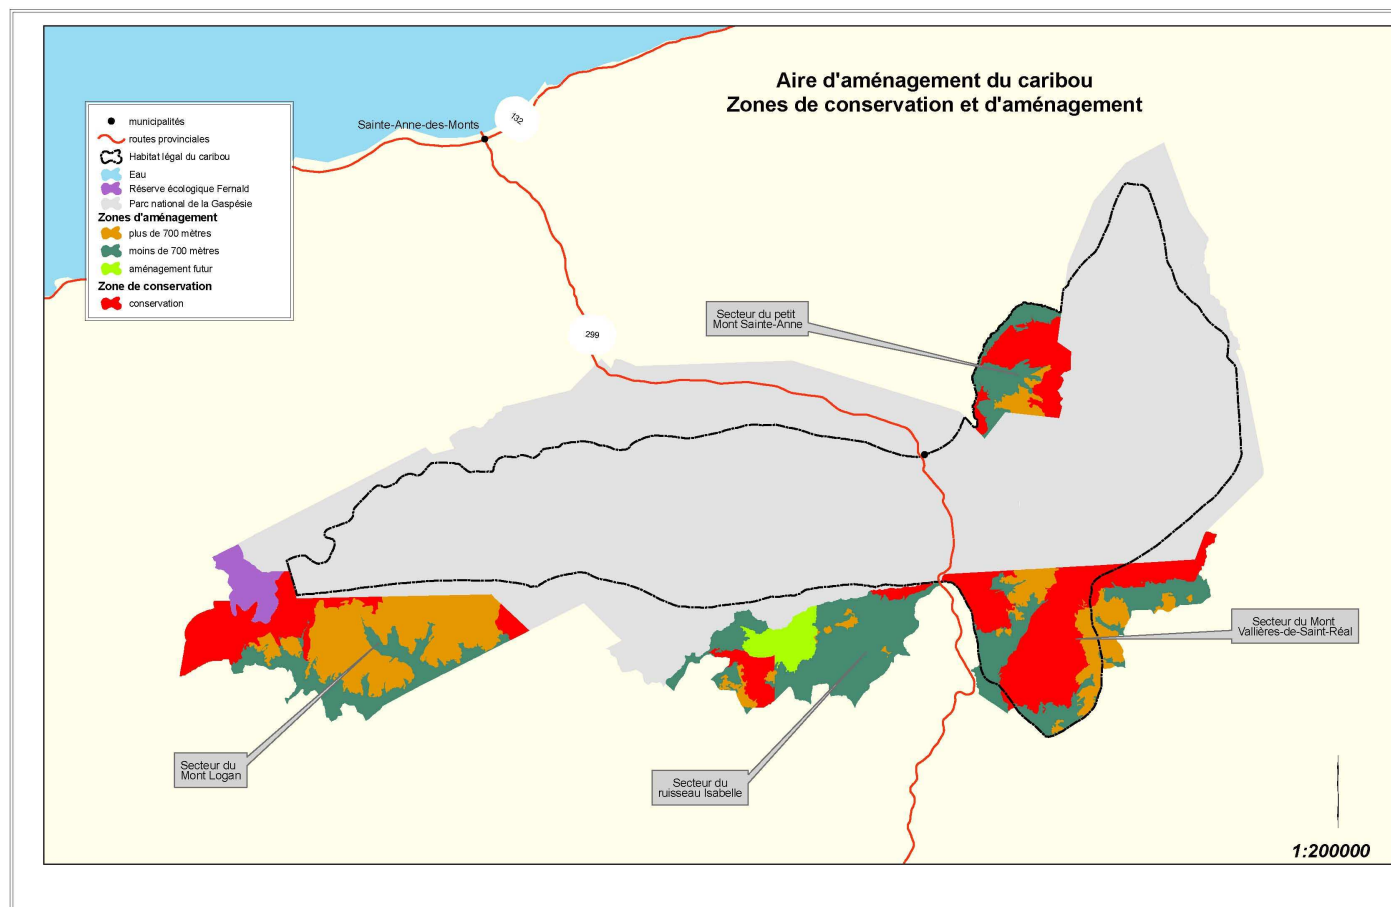 Aire d'aménagement du caribou
Zones de conservation et d'aménagement
Sainte-Anne-des-Monts
132
municipalités
routes provinciales
Habitat légal du caribou
Eau
Réserve écologique Fernald
Parc national de la Gaspésie
Zones d'aménagement
plus de 700 mètres
moins de 700 mètres
aménagement futur
Zone de conservation
conservation
299
Secteur du petit
Mont Sainte-Anne
Secteur du Mont
Vallières-de-Saint-Réal
Secteur du
Mont Logan
Secteur du
ruisseau Isabelle
1:200000